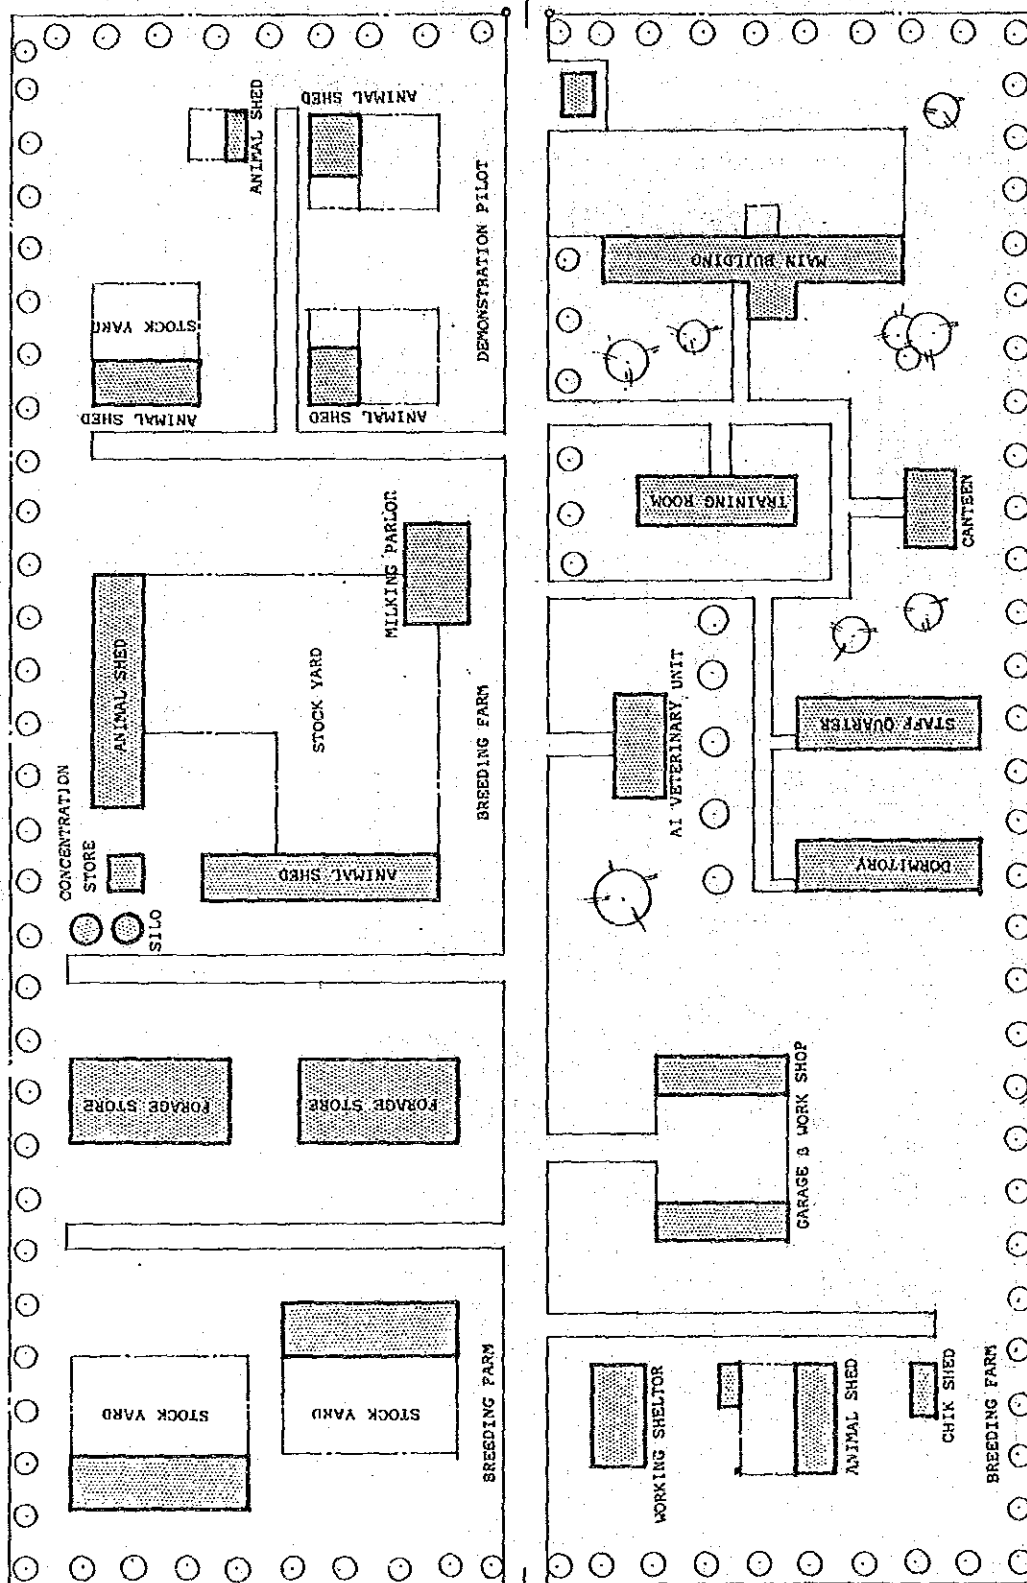 ANIMAL SHED
ANIMAL SHED
DEMONSTRATION PILOT
STOCK YARD
ANIMAL SHED
ANIMAL SHED
ANIMAL SHED
MILKING PARLOR
ANIMAL SHED
STOCK YARD
BREEDING FARM
CONCENTRATION
STORE
SILO
ANIMAL SHED
FORAGE STORE
FORAGE STORE
STOCK YARD
STOCK YARD
BREEDING FARM
MAIN BUILDING
TRAINING ROOM
CANTEEN
AI VETERINARY UNIT
STAFF QUARTER
DORMITORY
GARAGE & WORK SHOP
WORKING SHELTOR
ANIMAL SHED
CHIK SHED
BREEDING FARM